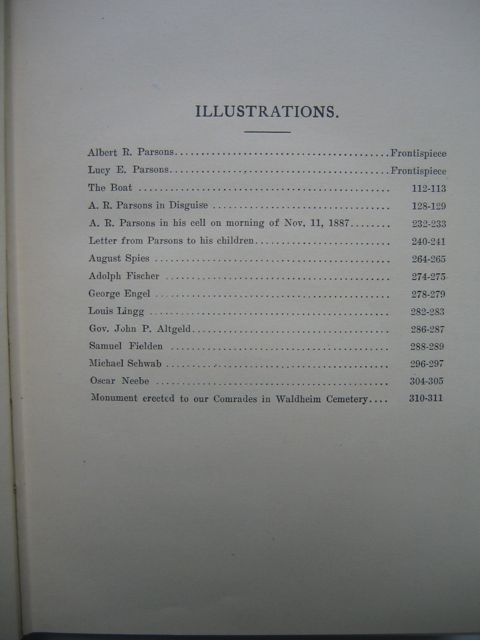 ILLUSTRATIONS.
Albert R. Parsons......................................Frontispiece
Lucy E. Parsons.......................................Frontispiece
The Boat ............................................. 112-113
A. R. Parsons in Disguise ................................ 128-129
A. R. Parsons in his cell on morning of Nov. 11, 1887........ 232-233
Letter from Parsons to his children......................... 240-241
August Spies ........................................... 264-265
Adolph Fischer ......................................... 274-275
George Engel ........................................... 278-279
Louis Lingg ............................................ 282-283
Gov. John P. Altgeld.................................... 286-287
Samuel Fielden ........................................ 288-289
Michael Schwab ........................................ 296-297
Oscar Neebe ........................................... 304-305
Monument erected to our Comrades in Waldheim Cemetery.... 310-311